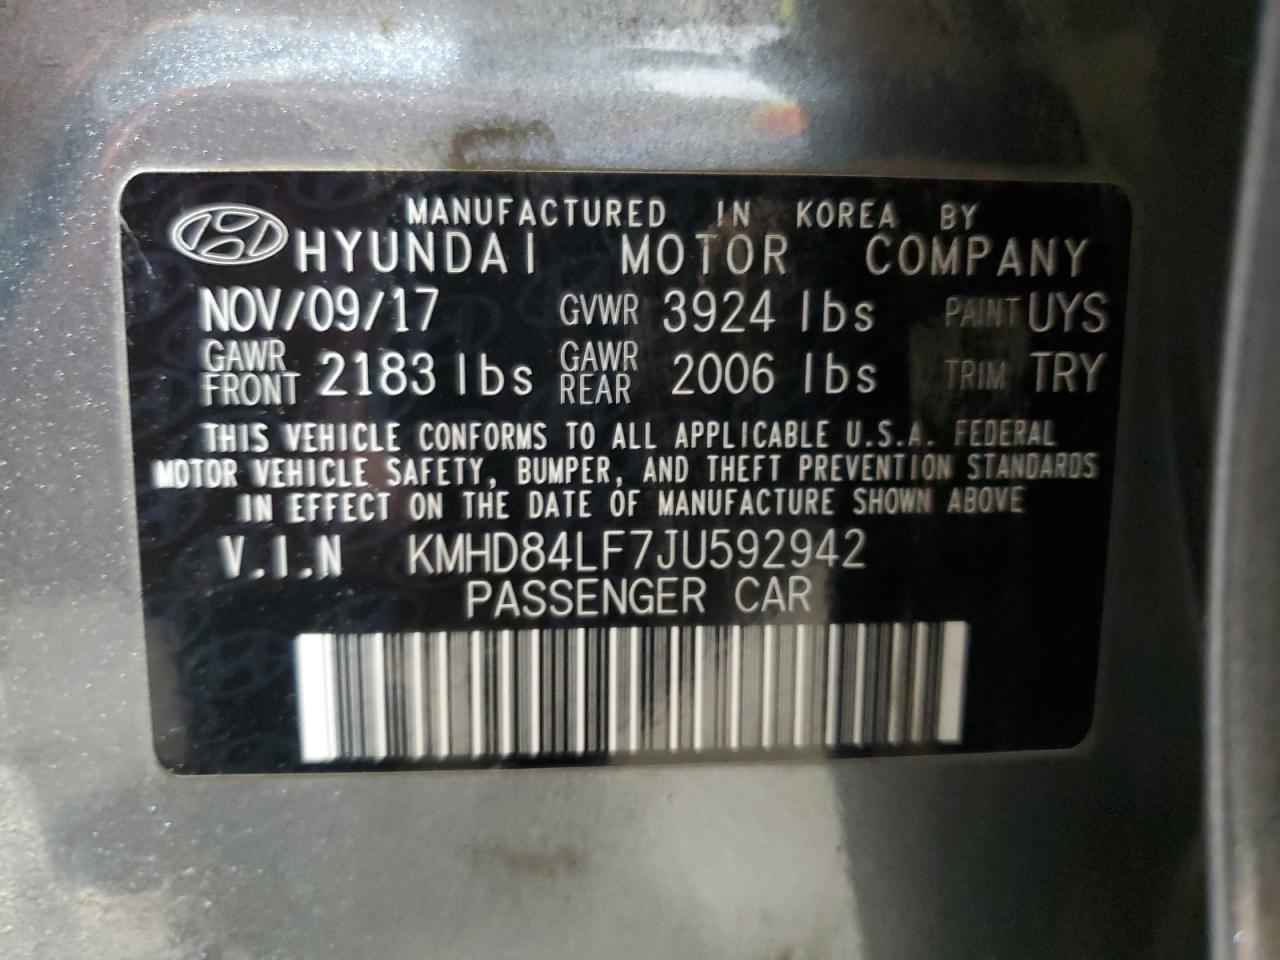 MANUFACTURED IN KOREA BY
HYUNDAI MOTOR COMPANY
NOV/09/17 GVWR 3924 lbs PAINT UYS
GAWR FRONT 2183 lbs GAWR REAR 2006 lbs TRIM TRY
THIS VEHICLE CONFORMS TO ALL APPLICABLE U.S.A. FEDERAL
MOTOR VEHICLE SAFETY, BUMPER, AND THEFT PREVENTION STANDARDS
IN EFFECT ON THE DATE OF MANUFACTURE SHOWN ABOVE
V.I.N KMHD84LF7JU592942
PASSENGER CAR